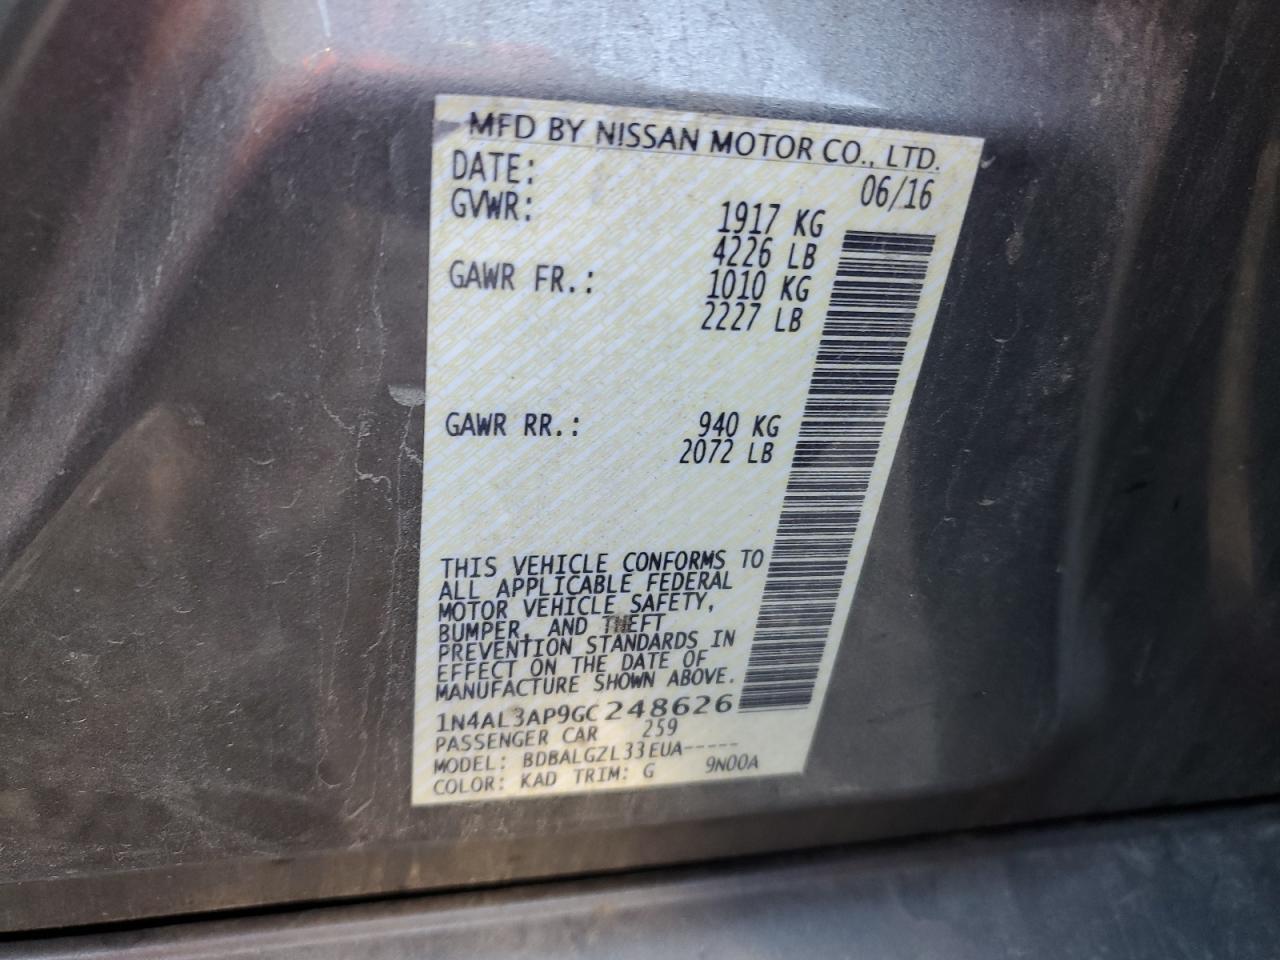 MFD BY NISSAN MOTOR CO., LTD.
DATE: 06/16
GVWR: 1917 KG
4226 LB
GAWR FR.: 1010 KG
2227 LB
GAWR RR.: 940 KG
2072 LB
THIS VEHICLE CONFORMS TO
ALL APPLICABLE FEDERAL
MOTOR VEHICLE SAFETY,
BUMPER, AND THEFT
PREVENTION STANDARDS IN
EFFECT ON THE DATE OF
MANUFACTURE SHOWN ABOVE.
1N4AL3AP9GC248626
PASSENGER CAR 259
MODEL: BDBALGZL33EUA-----
COLOR: KAD TRIM: G 9N00A